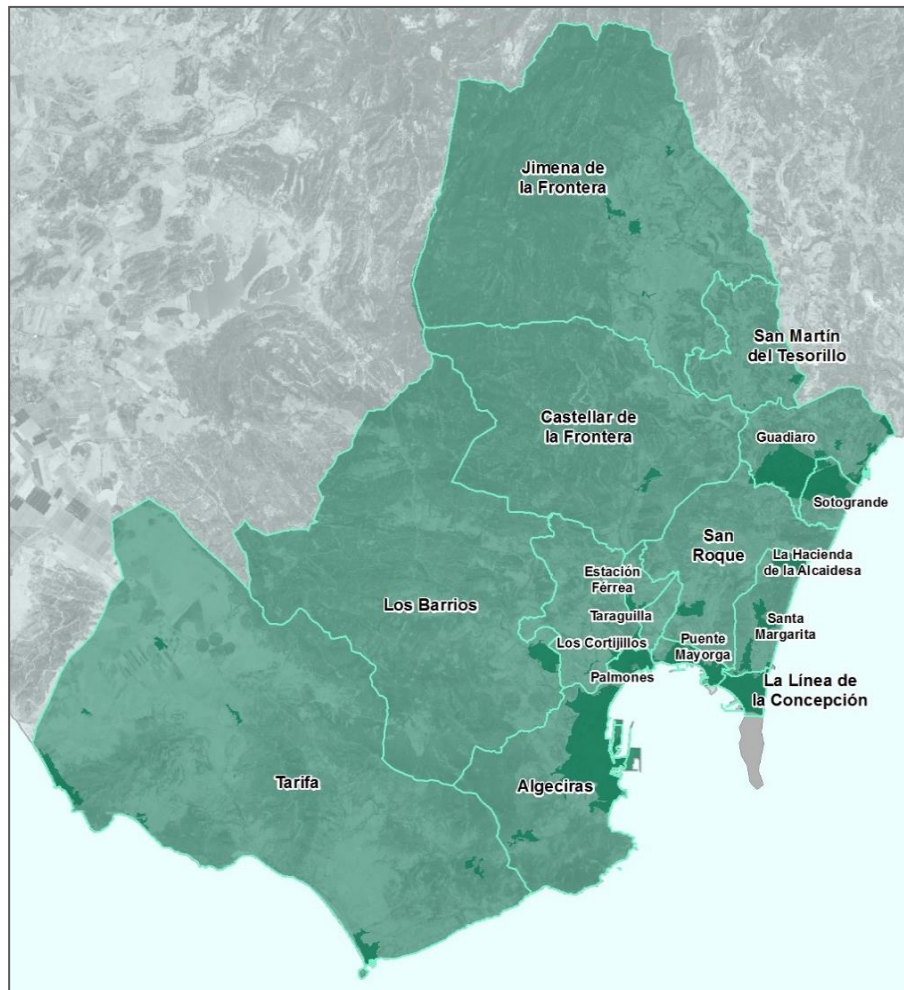 Jimena de
la Frontera
San Martín
del Tesorillo
Castellar de
la Frontera
Guadiaro
Sotogrande
San
Roque
La Hacienda
de la Alcaidesa
Estación
Férrea
Los Barrios
Taraguilla
Santa
Margarita
Los Cortijillos
Puente
Mayorga
Palmones
La Línea de
la Concepción
Tarifa
Algeciras